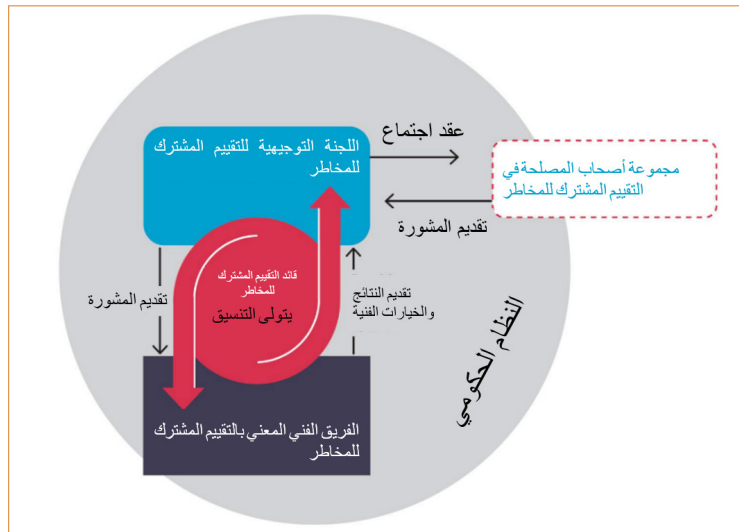 اللجنة التوجيهية للتقييم المشترك
للمخاطر
عقد اجتماع
مجموعة أصحاب المصلحة في
التقييم المشترك للمخاطر
تقديم المشورة
قائد التقييم المشترك
للمخاطر
يتولى التنسيق
تقديم المشورة
تقديم النتائج
والخيارات الفنية
النظام الحكومي
الفريق الفني المعني بالتقييم المشترك
للمخاطر